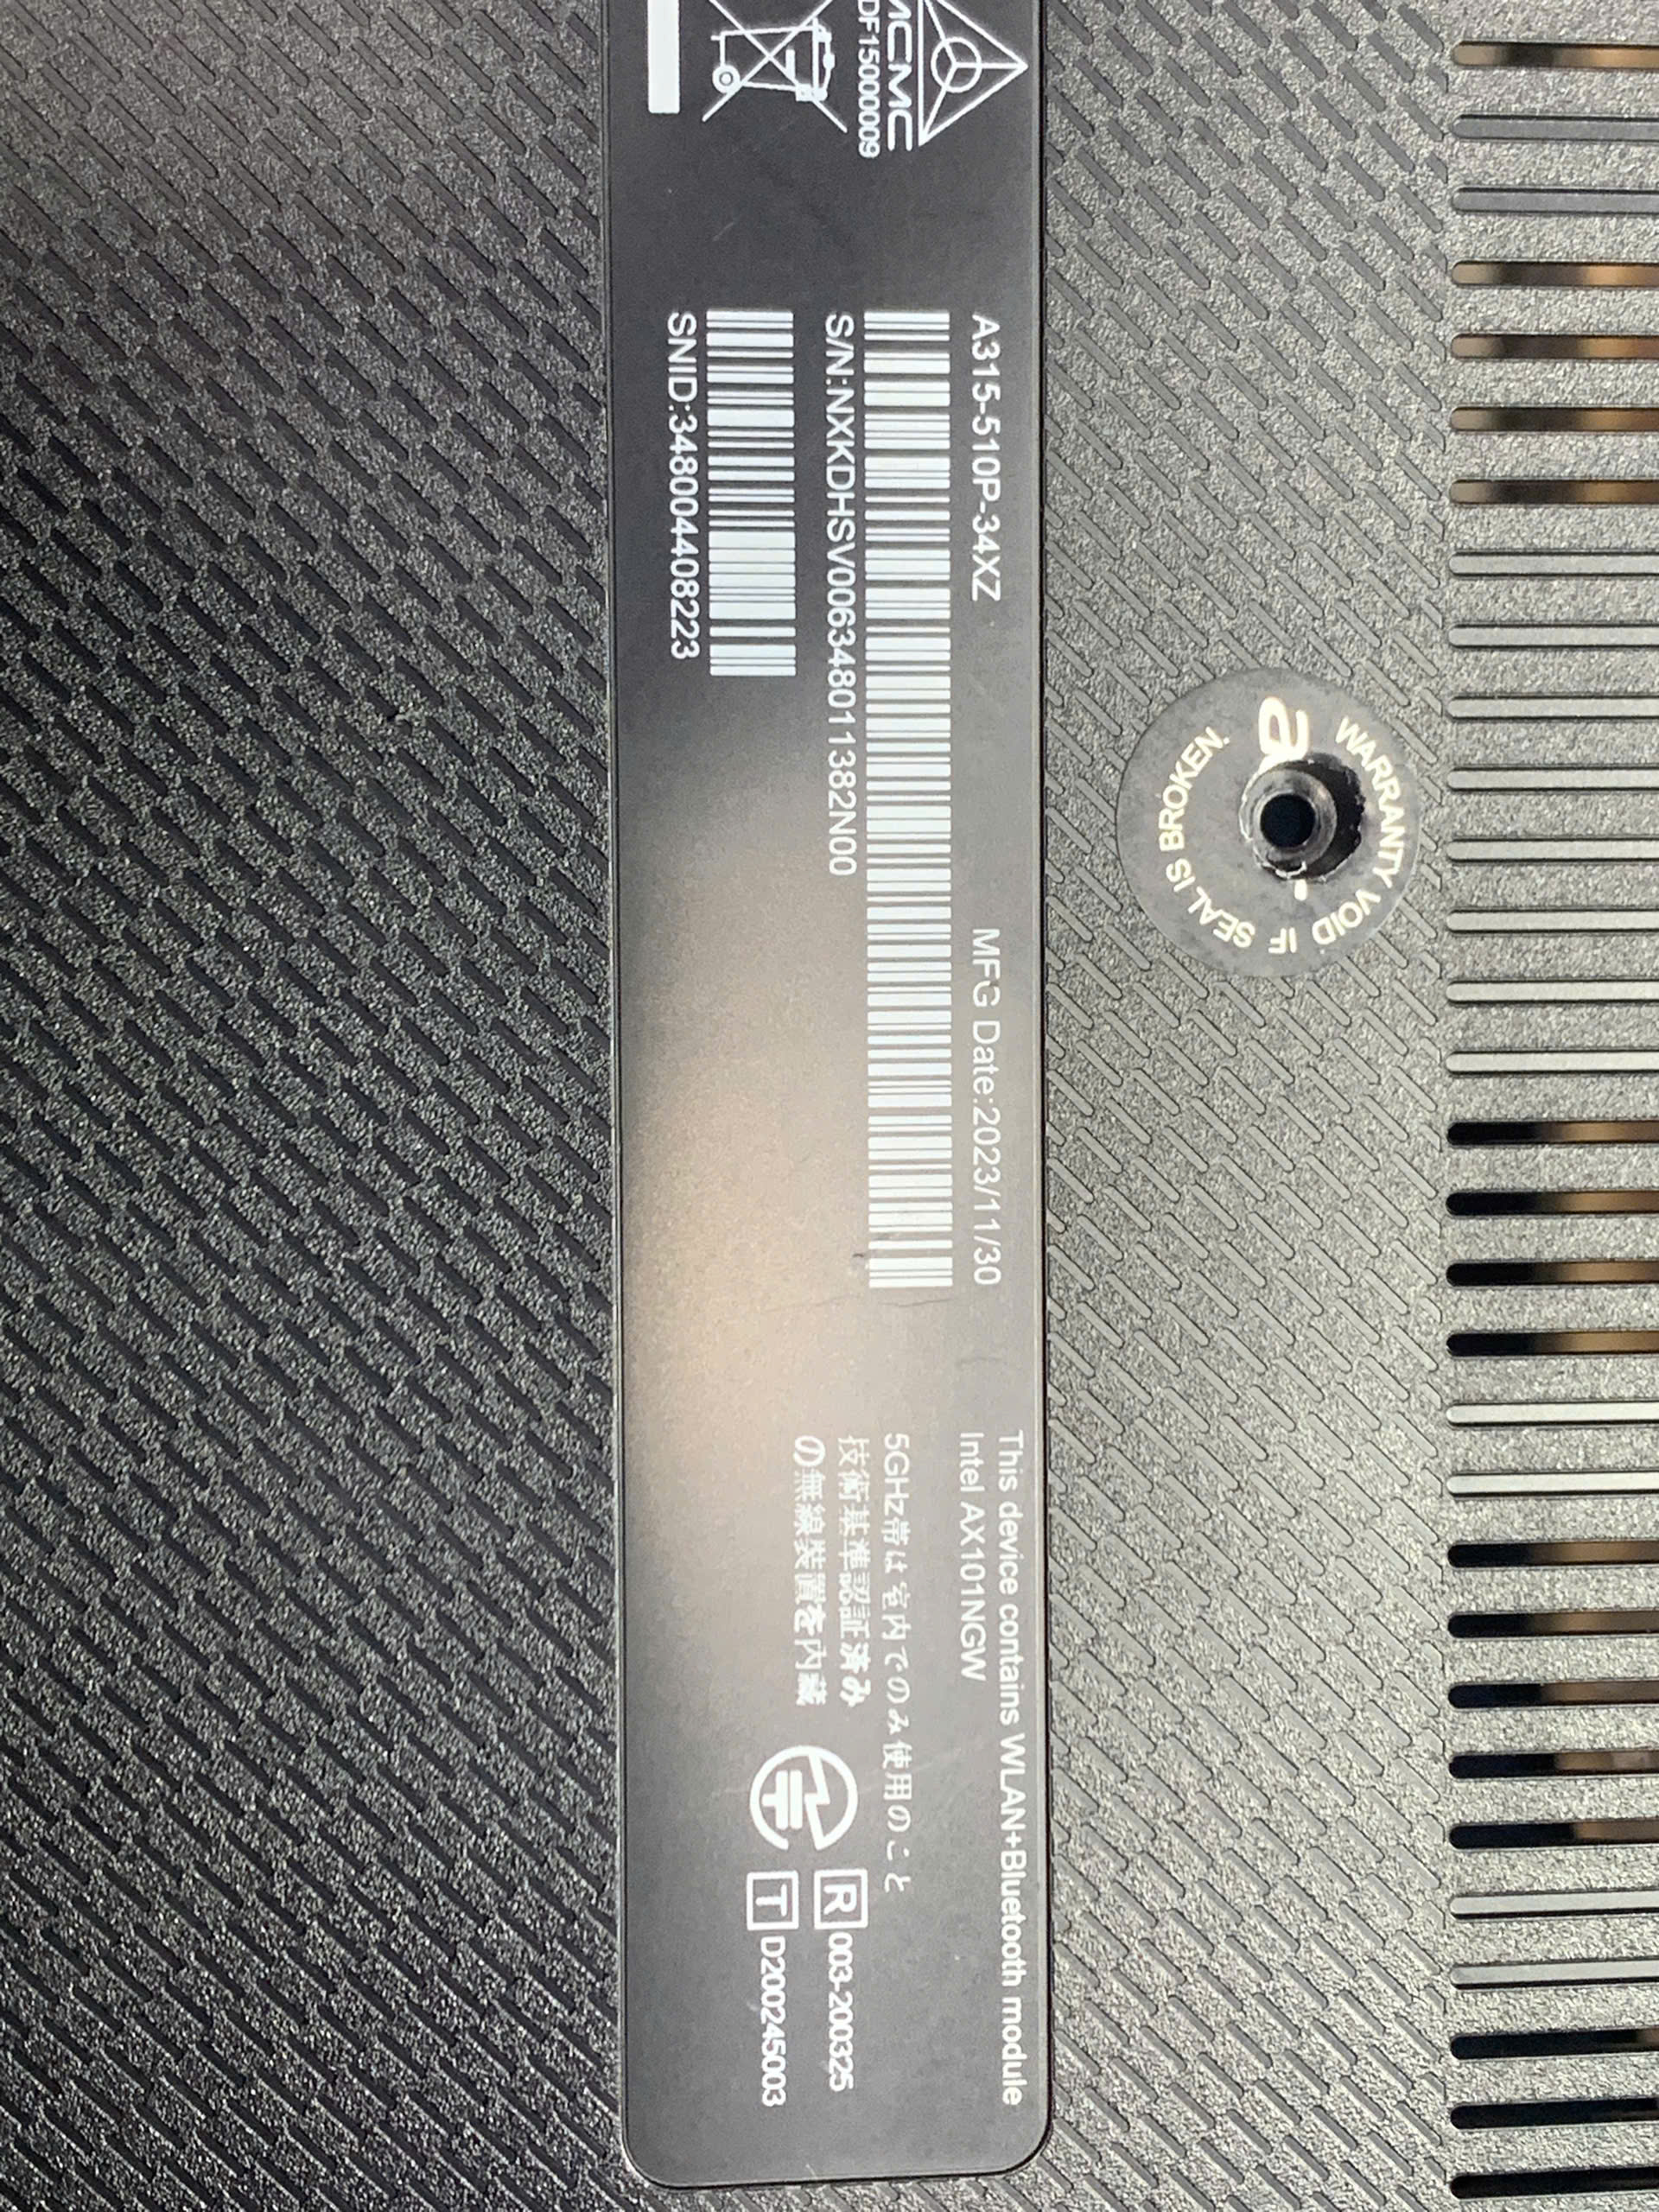 MCMC
DF15000009
A315-510P-34XZ
MFG Date:2023/11/30
S/N:NXKDHSV006348011382N00
SNID:348004408223
This device contains WLAN+Bluetooth module
Intel AX101NGW
5GHz帯は室内でのみ使用のこと
技術基準認証済み
の無線装置を内蔵
R 003-200325
T D200245003
WARRANTY VOID IF SEAL IS BROKEN.